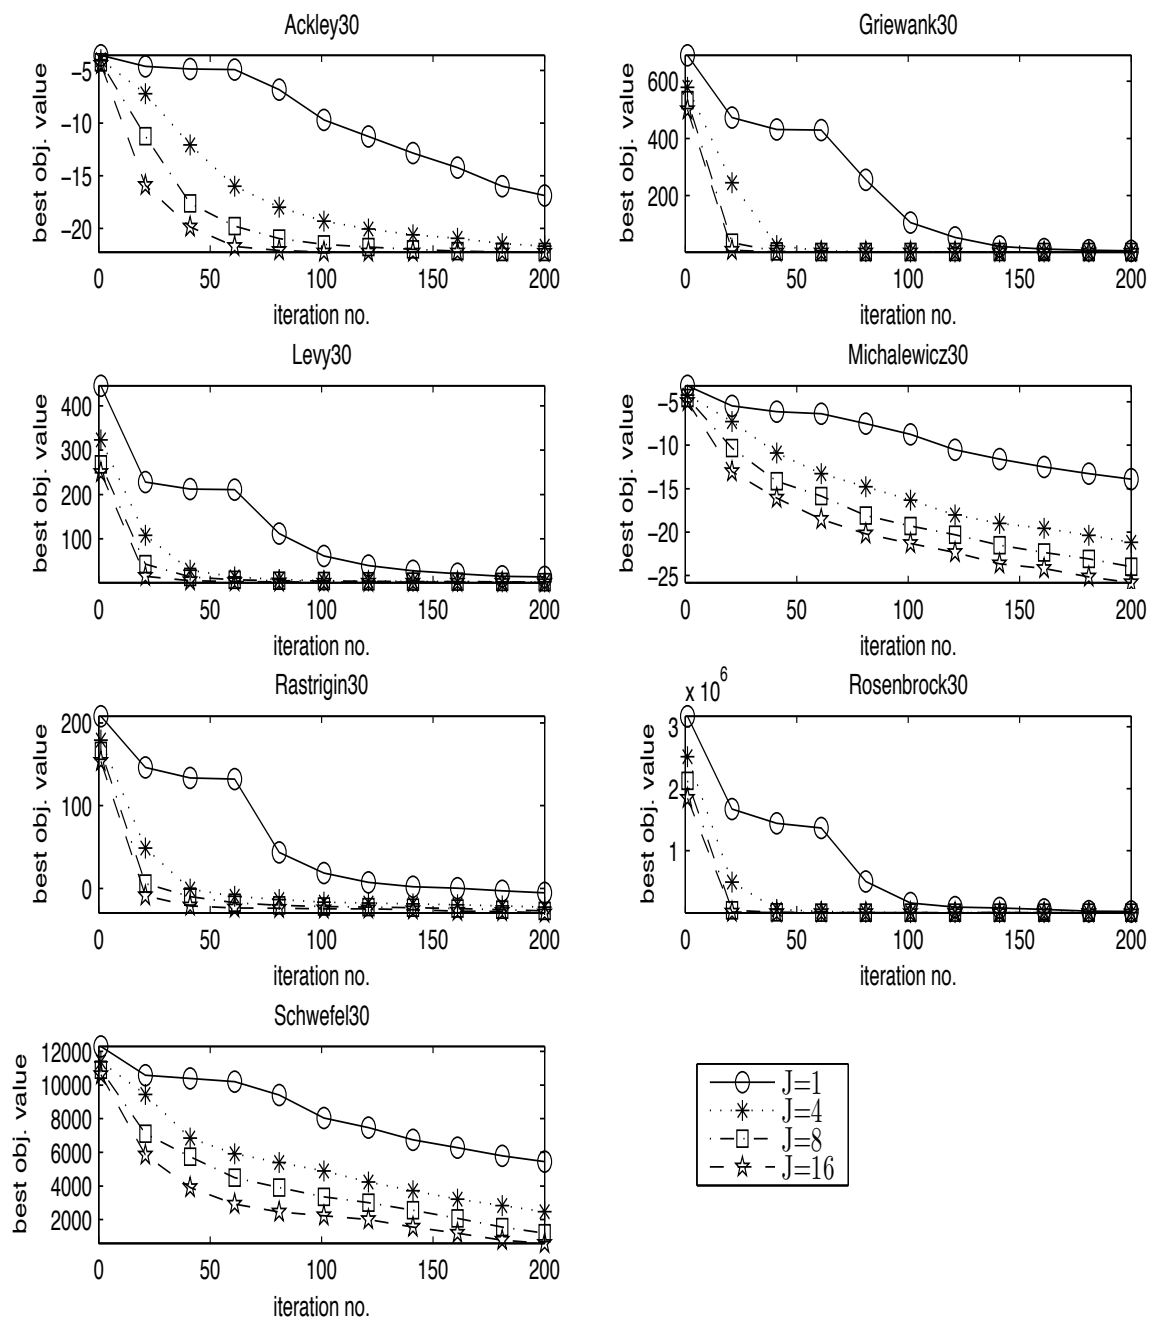 Ackley30
best obj. value
−5
−10
−15
−20
0 50 100 150 200
iteration no.
Griewank30
best obj. value
600
400
200
0 50 100 150 200
iteration no.
Levy30
best obj. value
400
300
200
100
0 50 100 150 200
iteration no.
Michalewicz30
best obj. value
−5
−10
−15
−20
−25
0 50 100 150 200
iteration no.
Rastrigin30
best obj. value
200
100
0
0 50 100 150 200
iteration no.
Rosenbrock30
x 10^6
best obj. value
3
2
1
0 50 100 150 200
iteration no.
Schwefel30
best obj. value
12000
10000
8000
6000
4000
2000
0 50 100 150 200
iteration no.
J=1
J=4
J=8
J=16